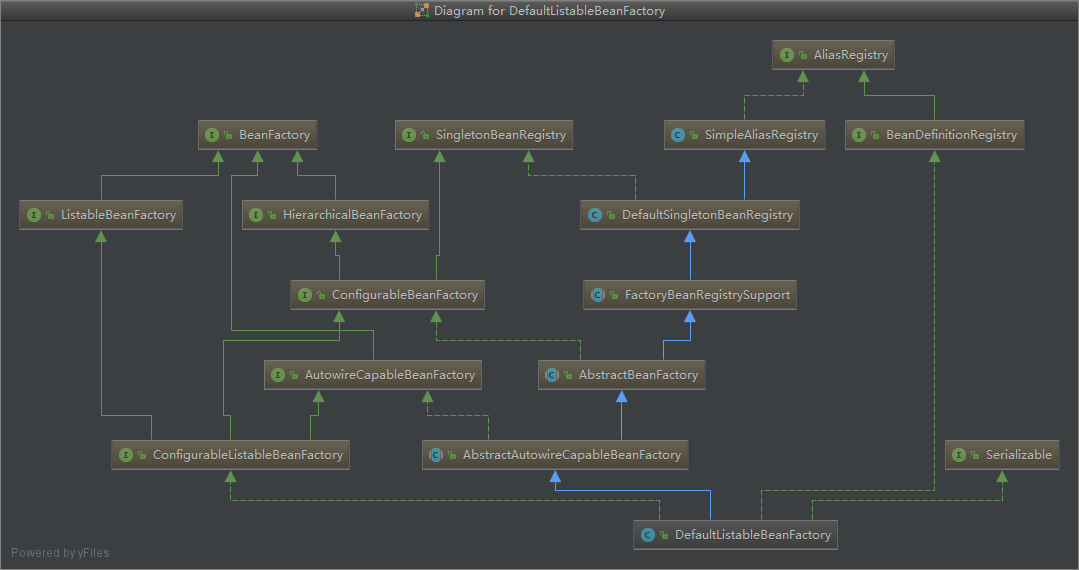 Diagram for DefaultListableBeanFactory
AliasRegistry
BeanFactory
SingletonBeanRegistry
SimpleAliasRegistry
BeanDefinitionRegistry
ListableBeanFactory
HierarchicalBeanFactory
DefaultSingletonBeanRegistry
ConfigurableBeanFactory
FactoryBeanRegistrySupport
AutowireCapableBeanFactory
AbstractBeanFactory
ConfigurableListableBeanFactory
AbstractAutowireCapableBeanFactory
Serializable
DefaultListableBeanFactory
Powered by yFiles